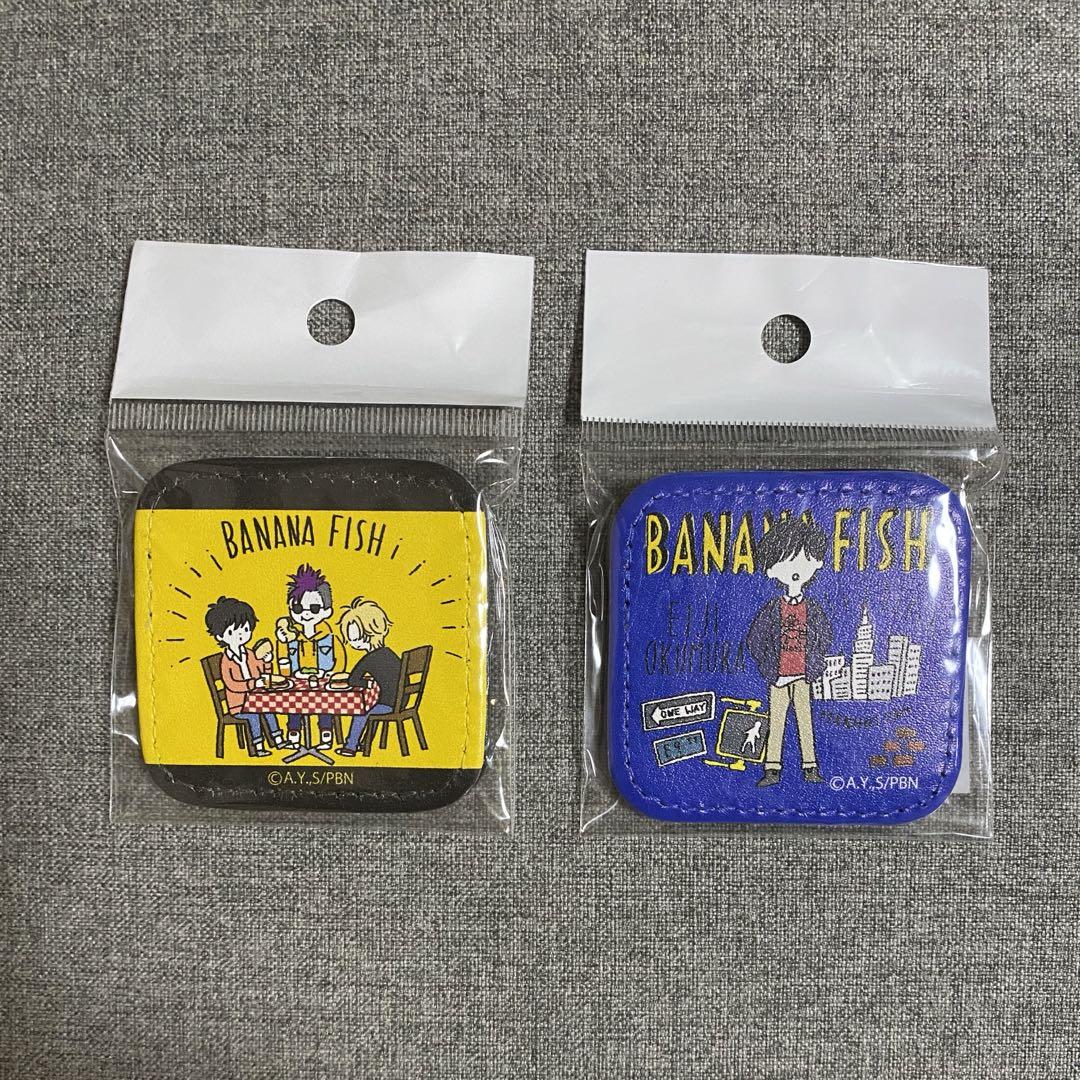 BANANA FISH
©A.Y.,S/PBN
BANANA FISH
EIJI
OKUMURA
ONE WAY
©A.Y.,S/PBN